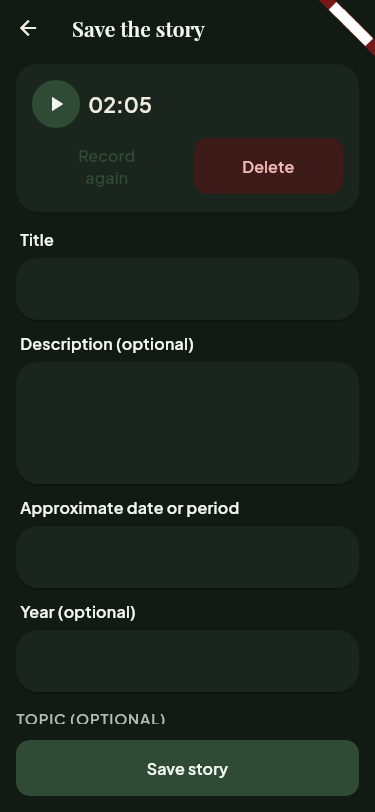 Save the story
02:05
Record
again
Delete
Title
Description (optional)
Approximate date or period
Year (optional)
TOPIC (OPTIONAL)
Save story